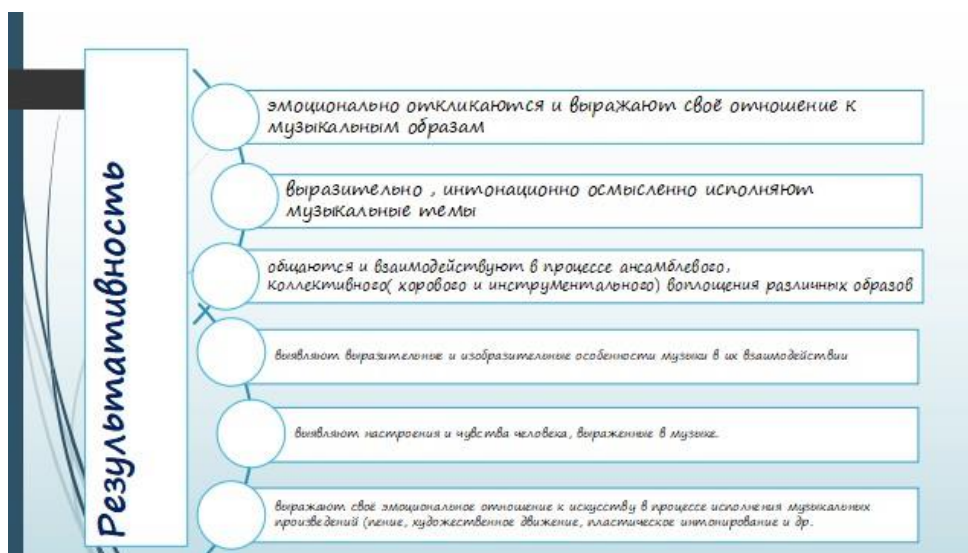 Результативность
эмоционально откликаются и выражают своё отношение к
музыкальным образам
выразительно , интонационно осмысленно исполняют
музыкальные темы
общаются и взаимодействуют в процессе ансамблевого,
коллективного( хорового и инструментального) воплощения различных образов
выявляют выразительные и изобразительные особенности музыки в их взаимодействии
выявляют настроения и чувства человека, выраженные в музыке.
выражают своё эмоциональное отношение к искусству в процессе исполнения музыкальных
произведений (пение, художественное движение, пластическое интонирование и др.